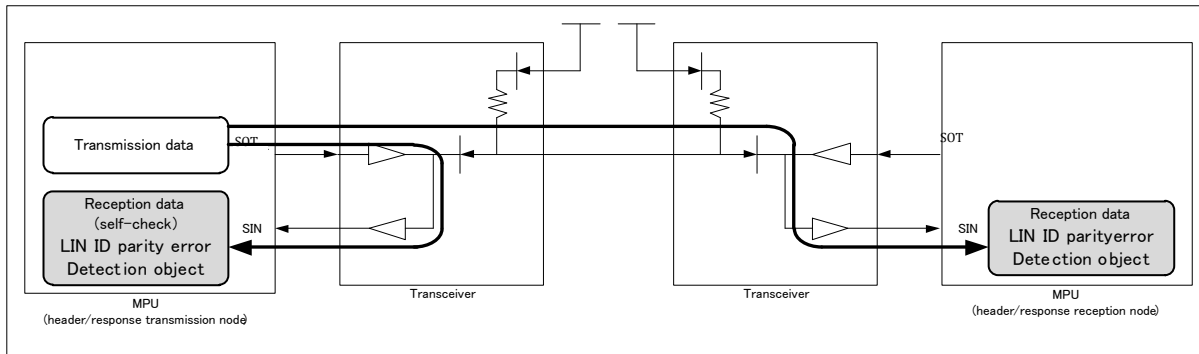 Transmission data
SOT
SOT
Reception data
(self-check)
LIN ID parity error
Detection object
SIN
SIN
Reception data
LIN ID parityerror
Detection object
Transceiver
Transceiver
MPU
(header/response transmission node)
MPU
(header/response reception node)